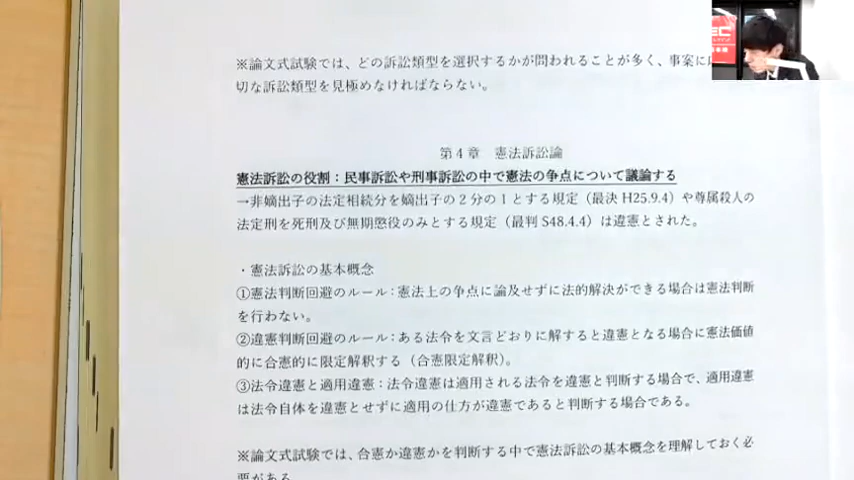 ※論文式試験では、どの訴訟類型を選択するかが問われることが多く、事案に
切な訴訟類型を見極めなければならない。
第4章 憲法訴訟論
憲法訴訟の役割：民事訴訟や刑事訴訟の中で憲法の争点について議論する
→非嫡出子の法定相続分を嫡出子の2分の1とする規定（最決 H25.9.4）や尊属殺人の
法定刑を死刑及び無期懲役のみとする規定（最判 S48.4.4）は違憲とされた。
・憲法訴訟の基本概念
①憲法判断回避のルール：憲法上の争点に論及せずに法的解決ができる場合は憲法判断
を行わない。
②違憲判断回避のルール：ある法令を文言どおりに解すると違憲となる場合に憲法価値
的に合憲的に限定解釈する（合憲限定解釈）。
③法令違憲と適用違憲：法令違憲は適用される法令を違憲と判断する場合で、適用違憲
は法令自体を違憲とせずに適用の仕方が違憲であると判断する場合である。
※論文式試験では、合憲か違憲かを判断する中で憲法訴訟の基本概念を理解しておく必
要がある。